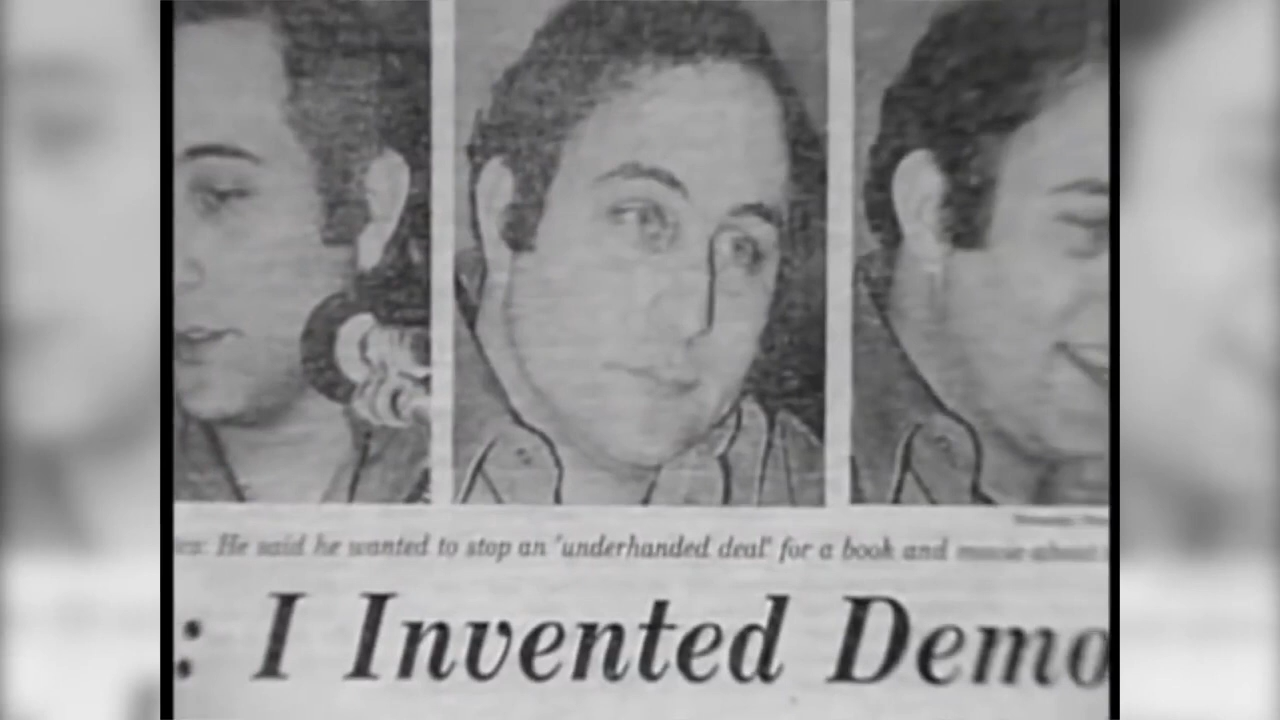 : He said he wanted to stop an 'underhanded deal' for a book and
: I Invented Demo